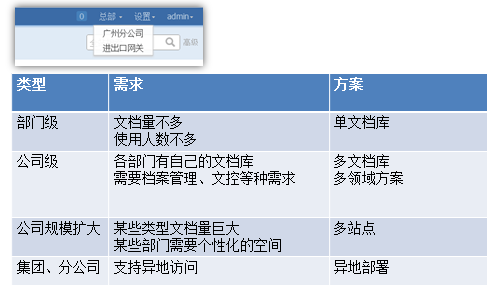 0 总部 设置 admin
广州分公司
进出口网关
高级
类型 需求 方案
部门级 文档量不多 单文档库
使用人数不多
公司级 各部门有自己的文档库 多文档库
需要档案管理、文控等种需求 多领域方案
公司规模扩大 某些类型文档量巨大 多站点
某些部门需要个性化的空间
集团、分公司 支持异地访问 异地部署